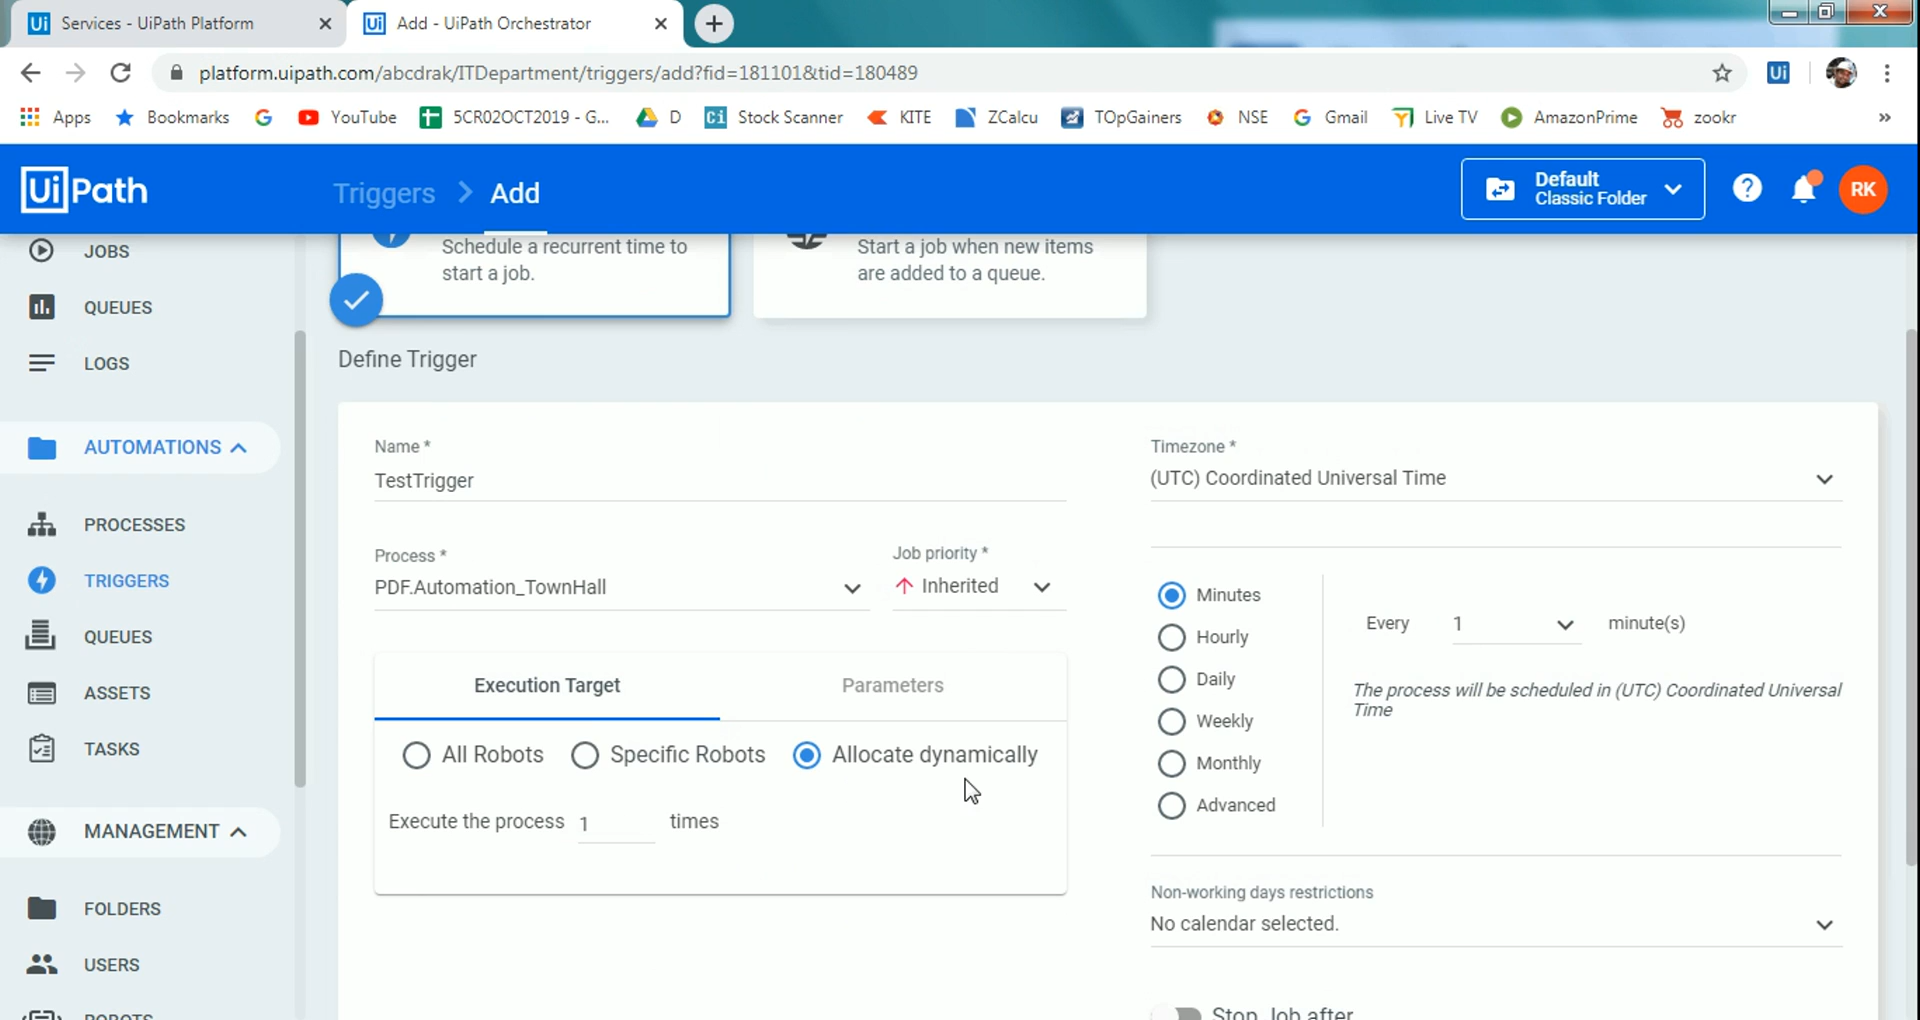 Ui Services - UiPath Platform
Ui Add - UiPath Orchestrator
platform.uipath.com/abcdrak/ITDepartment/triggers/add?fid=181101&tid=180489
Ui
Apps Bookmarks YouTube 5CR02OCT2019 - G... D Ci Stock Scanner KITE ZCalcu TOpGainers NSE Gmail Live TV AmazonPrime zookr »
UiPath
Triggers > Add
Default
Classic Folder
?
RK
JOBS
QUEUES
LOGS
AUTOMATIONS
PROCESSES
TRIGGERS
QUEUES
ASSETS
TASKS
MANAGEMENT
FOLDERS
USERS
ROBOTS
Schedule a recurrent time to
start a job.
Start a job when new items
are added to a queue.
Define Trigger
Name *
TestTrigger
Process *
PDF.Automation_TownHall
Job priority *
Inherited
Execution Target
Parameters
All Robots
Specific Robots
Allocate dynamically
Execute the process 1 times
Timezone *
(UTC) Coordinated Universal Time
Minutes
Hourly
Daily
Weekly
Monthly
Advanced
Every 1 minute(s)
The process will be scheduled in (UTC) Coordinated Universal
Time
Non-working days restrictions
No calendar selected.
Stop Job after